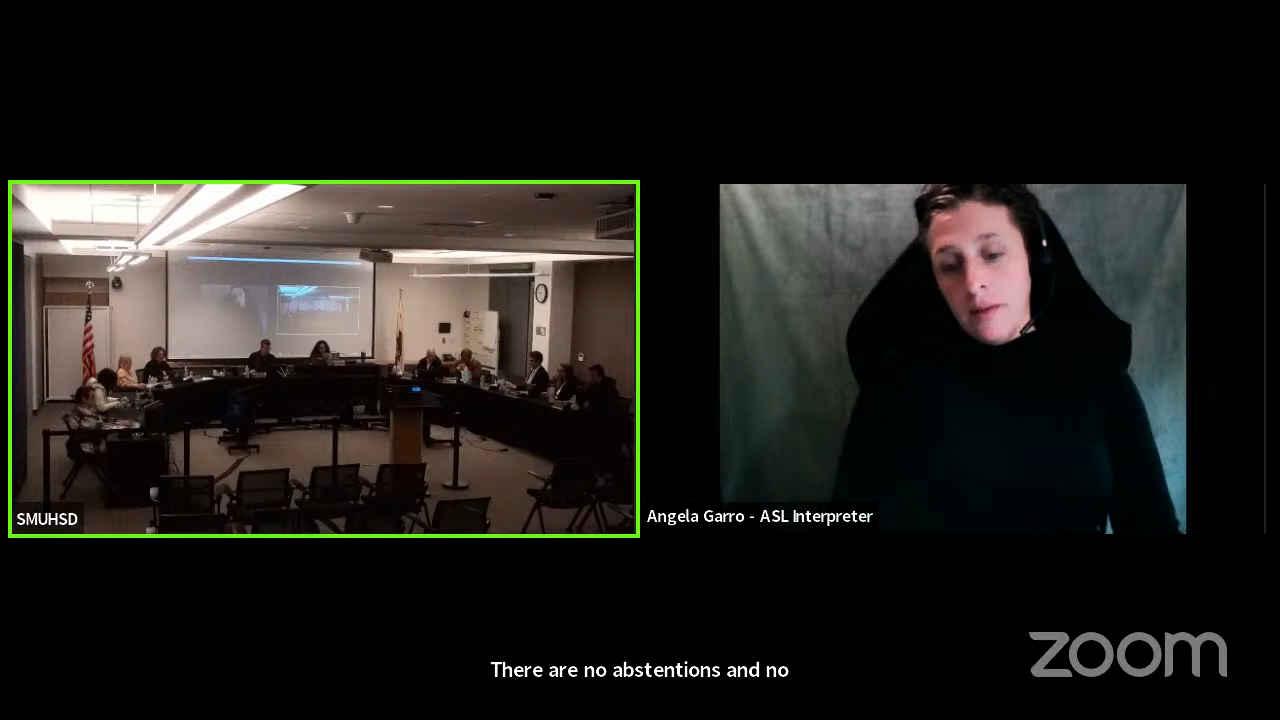 SMUHSD
Angela Garro - ASL Interpreter
There are no abstentions and no
zoom